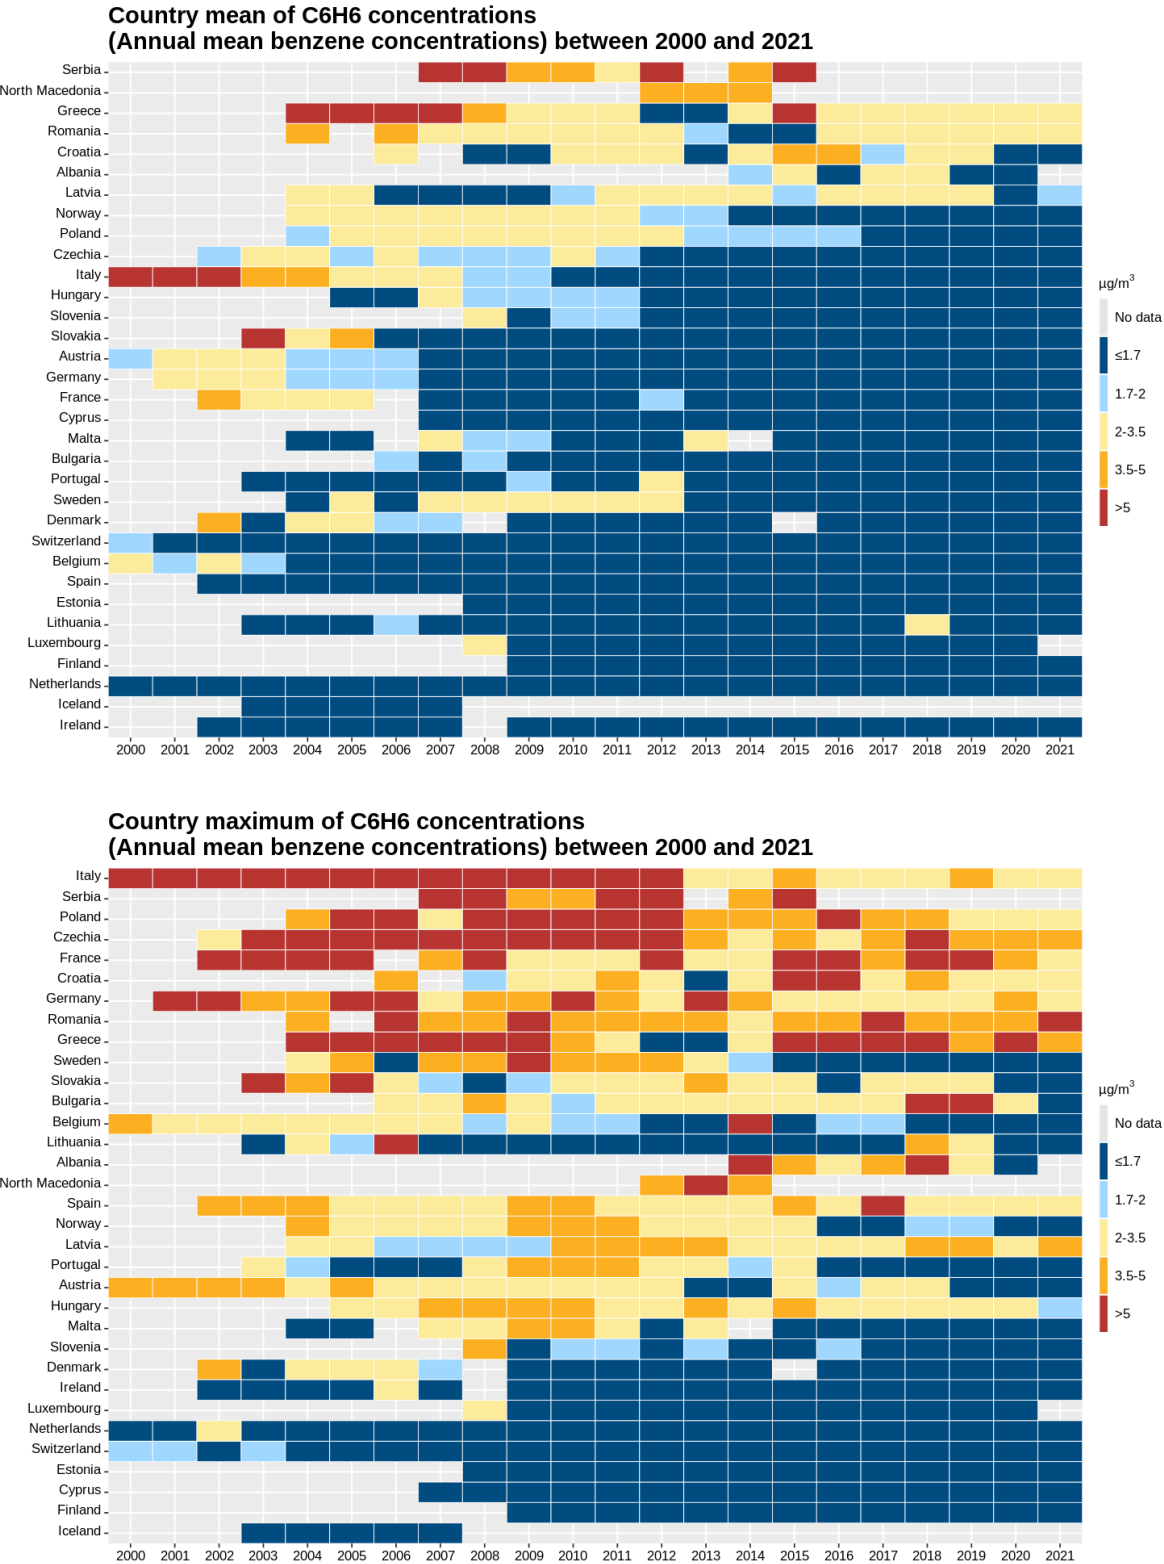 Country mean of C6H6 concentrations
(Annual mean benzene concentrations) between 2000 and 2021
Serbia
North Macedonia
Greece
Romania
Croatia
Albania
Latvia
Norway
Poland
Czechia
Italy
Hungary
Slovenia
Slovakia
Austria
Germany
France
Cyprus
Malta
Bulgaria
Portugal
Sweden
Denmark
Switzerland
Belgium
Spain
Estonia
Lithuania
Luxembourg
Finland
Netherlands
Iceland
Ireland
2000 2001 2002 2003 2004 2005 2006 2007 2008 2009 2010 2011 2012 2013 2014 2015 2016 2017 2018 2019 2020 2021
µg/m³
No data
≤1.7
1.7-2
2-3.5
3.5-5
>5
Country maximum of C6H6 concentrations
(Annual mean benzene concentrations) between 2000 and 2021
Italy
Serbia
Poland
Czechia
France
Croatia
Germany
Romania
Greece
Sweden
Slovakia
Bulgaria
Belgium
Lithuania
Albania
North Macedonia
Spain
Norway
Latvia
Portugal
Austria
Hungary
Malta
Slovenia
Denmark
Ireland
Luxembourg
Netherlands
Switzerland
Estonia
Cyprus
Finland
Iceland
2000 2001 2002 2003 2004 2005 2006 2007 2008 2009 2010 2011 2012 2013 2014 2015 2016 2017 2018 2019 2020 2021
µg/m³
No data
≤1.7
1.7-2
2-3.5
3.5-5
>5